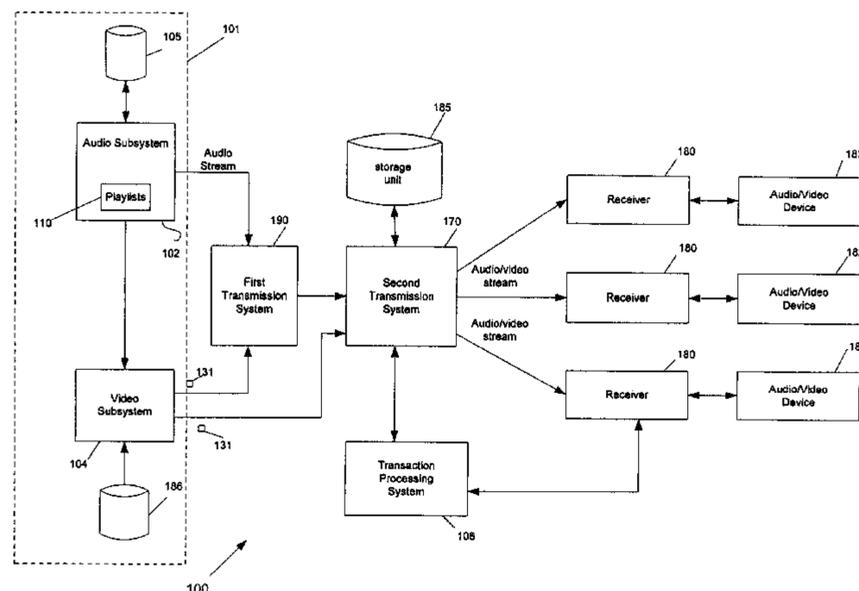 105
101
Audio Subsystem
Playlists
110
102
Audio
Stream
185
storage
unit
190
First
Transmission
System
170
Second
Transmission
System
180
Receiver
Audio/Video
Device
Audio/video
stream
180
Receiver
Audio/Video
Device
Audio/video
stream
180
Receiver
Audio/Video
Device
131
Video
Subsystem
104
131
186
Transaction
Processing
System
108
100